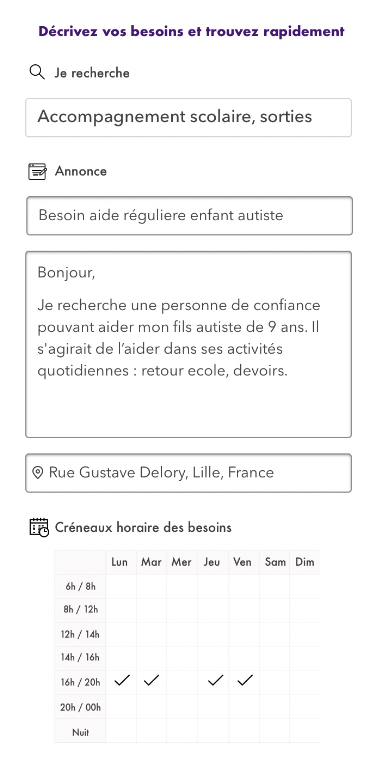 Décrivez vos besoins et trouvez rapidement
Je recherche
Accompagnement scolaire, sorties
Annonce
Besoin aide réguliere enfant autiste
Bonjour,
Je recherche une personne de confiance
pouvant aider mon fils autiste de 9 ans. Il
s'agirait de l’aider dans ses activités
quotidiennes : retour ecole, devoirs.
Rue Gustave Delory, Lille, France
Créneaux horaire des besoins
Lun Mar Mer Jeu Ven Sam Dim
6h / 8h
8h / 12h
12h / 14h
14h / 16h
16h / 20h ✓ ✓ ✓ ✓
20h / 00h
Nuit